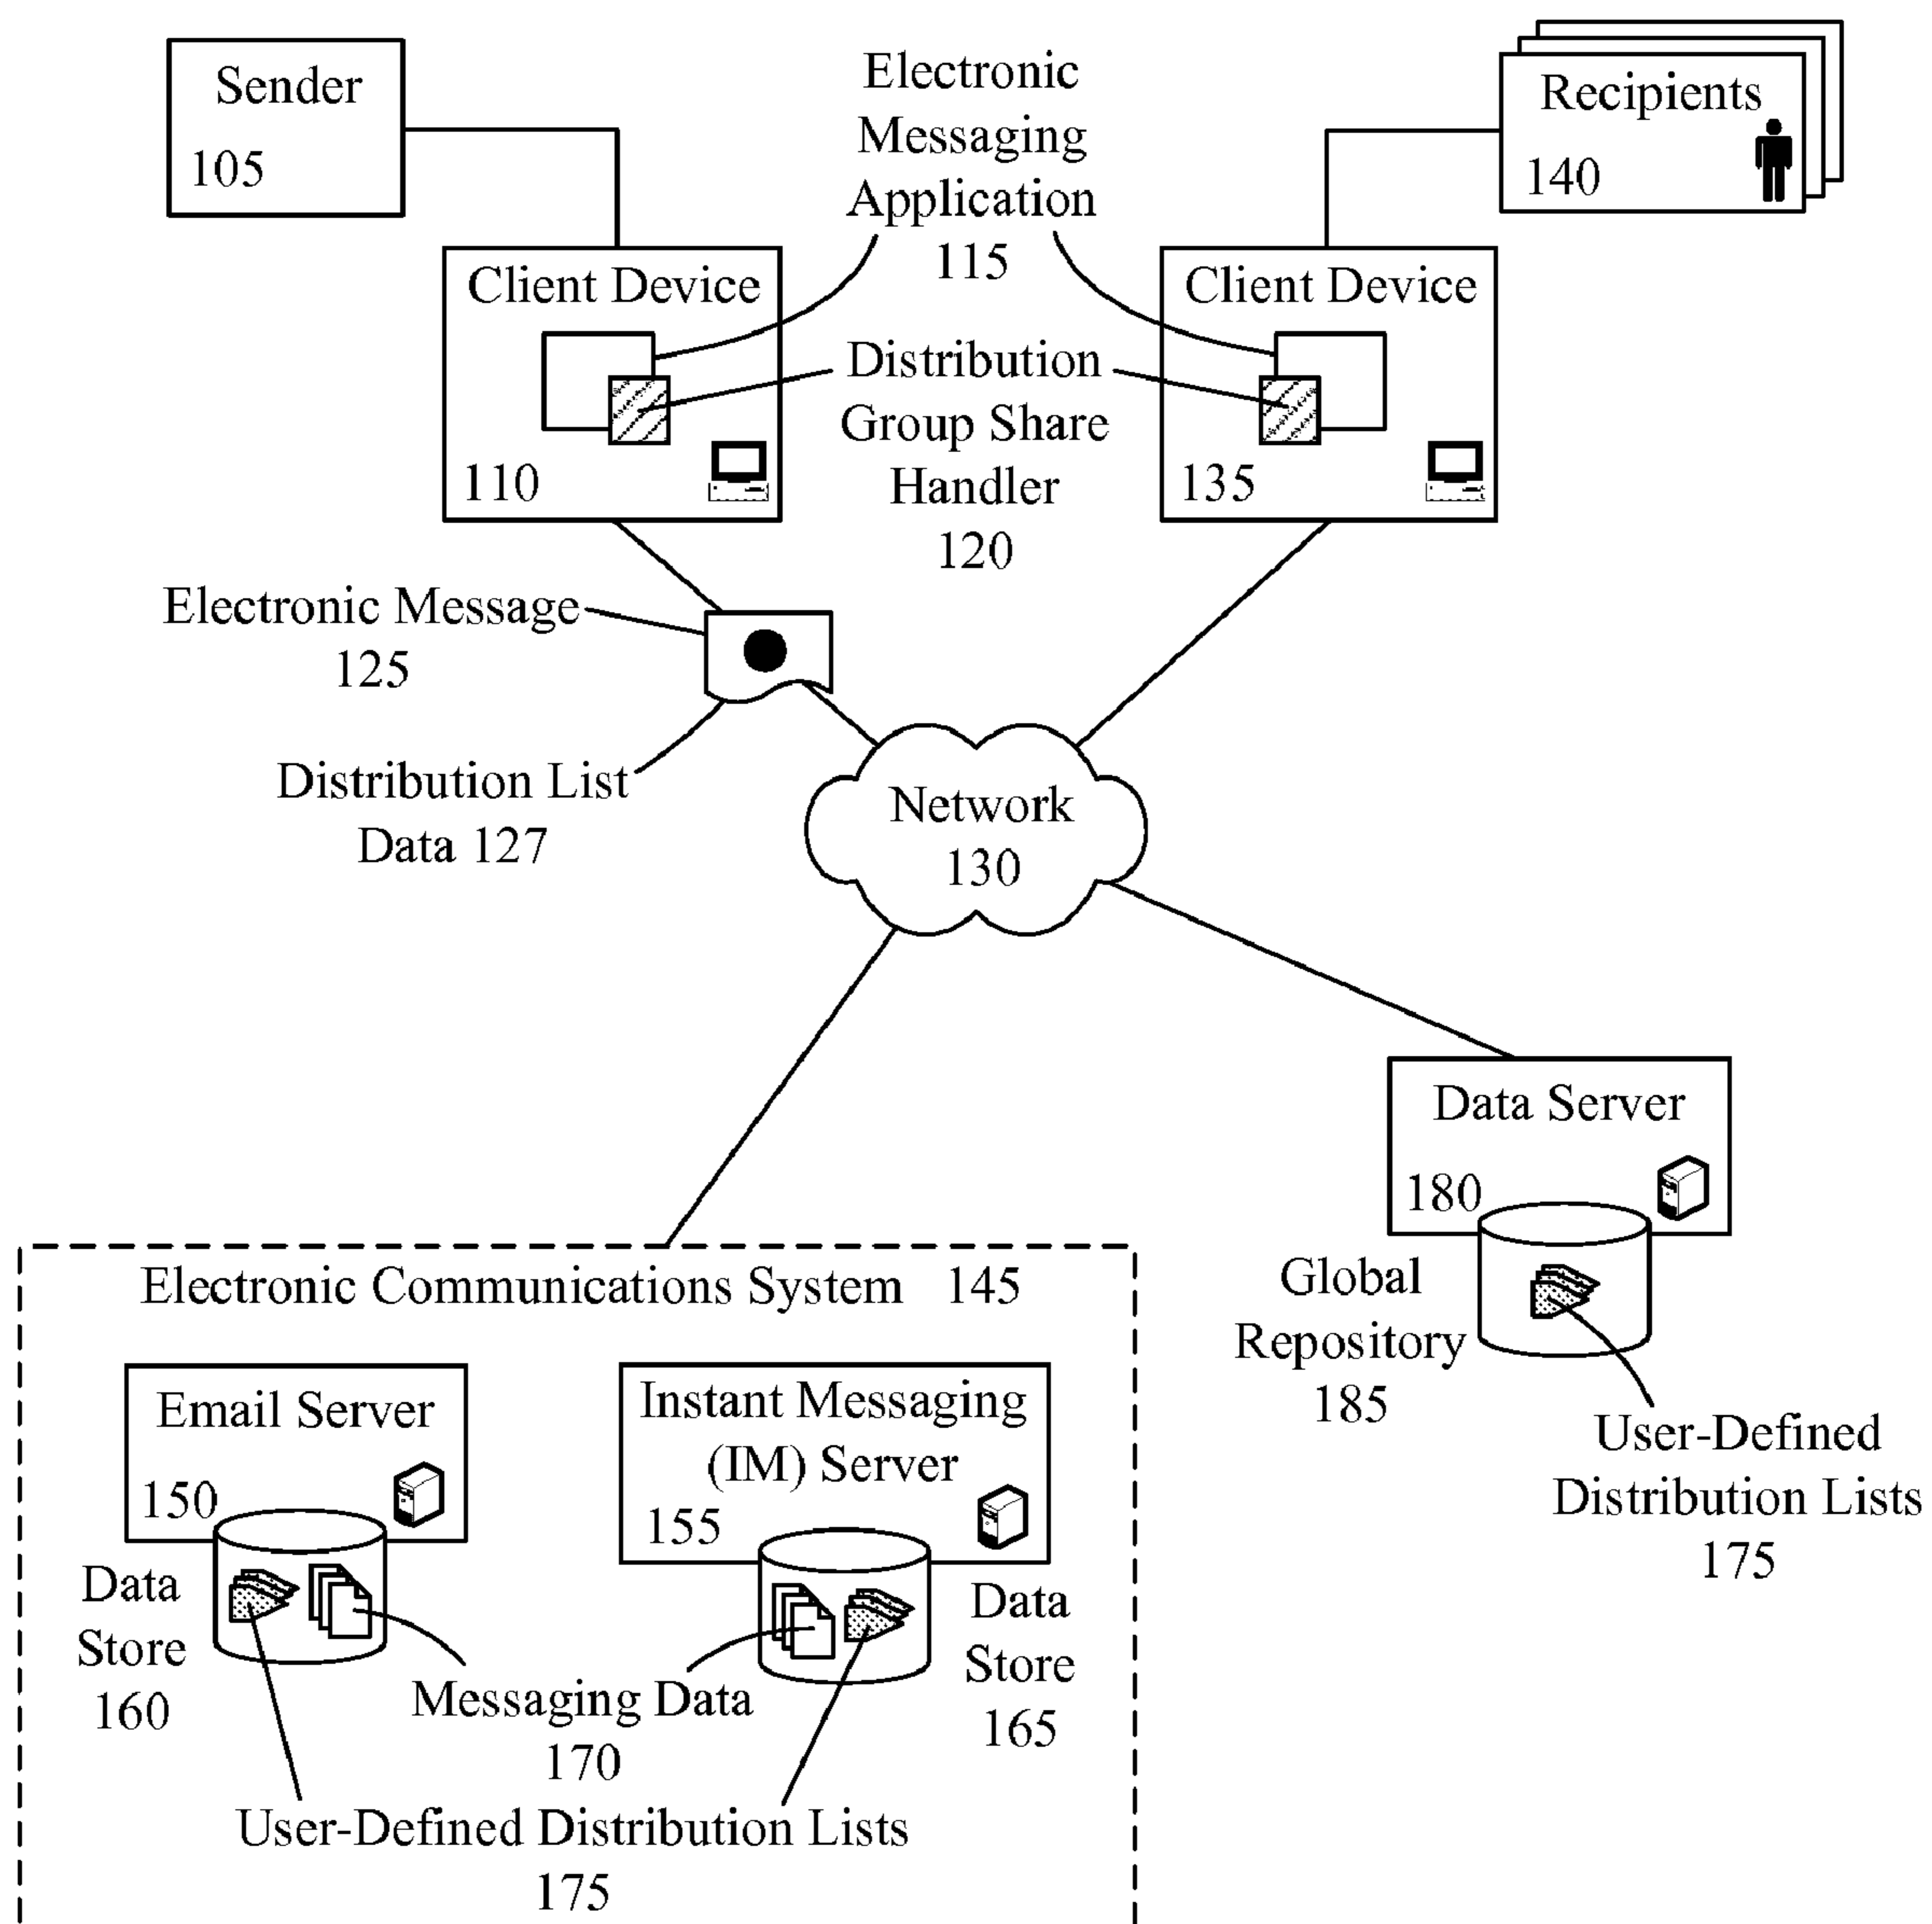 Sender
105
Electronic
Messaging
Application
115
Recipients
140
Client Device
110
Client Device
135
Distribution
Group Share
Handler
120
Electronic Message
125
Distribution List
Data 127
Network
130
Data Server
180
Global
Repository
185
User-Defined
Distribution Lists
175
Electronic Communications System 145
Email Server
150
Instant Messaging
(IM) Server
155
Data
Store
160
Data
Store
165
Messaging Data
170
User-Defined Distribution Lists
175